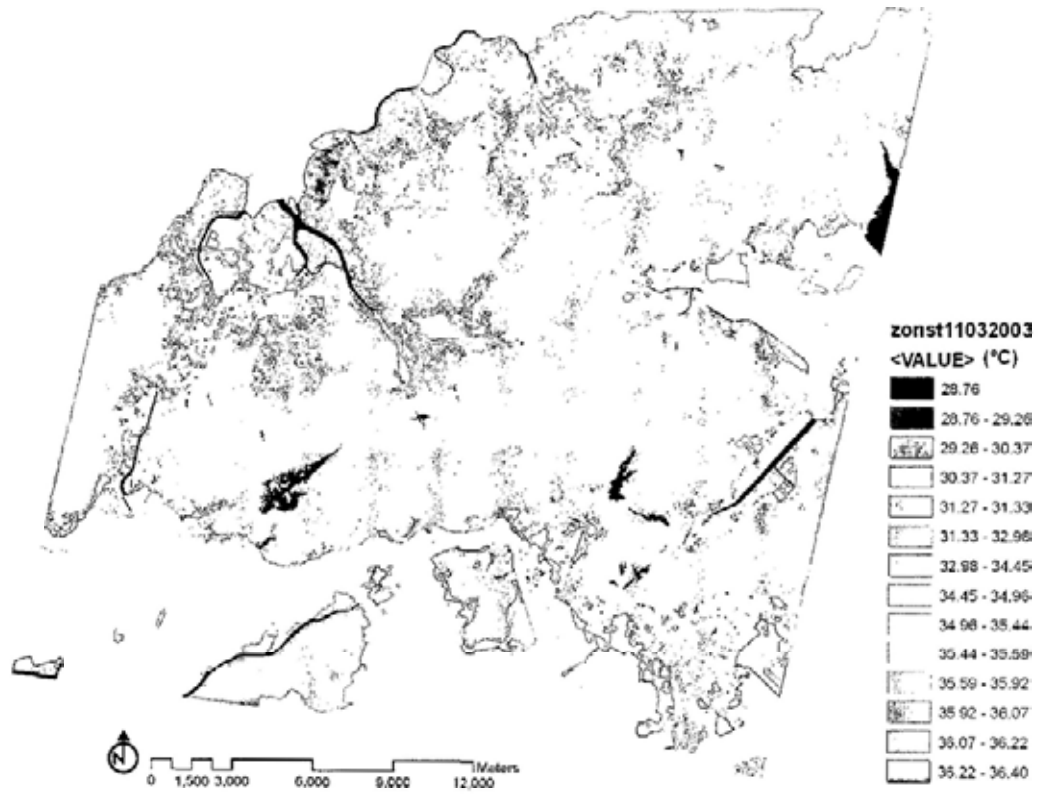 zonst11032003
<VALUE> (°C)
28.76
28.76 - 29.26
29.26 - 30.37
30.37 - 31.27
31.27 - 31.33
31.33 - 32.98
32.98 - 34.45
34.45 - 34.96
34.96 - 35.44
35.44 - 35.59
35.59 - 35.92
35.92 - 36.07
36.07 - 36.22
36.22 - 36.40
N
Meters
0 1,500 3,000 6,000 9,000 12,000